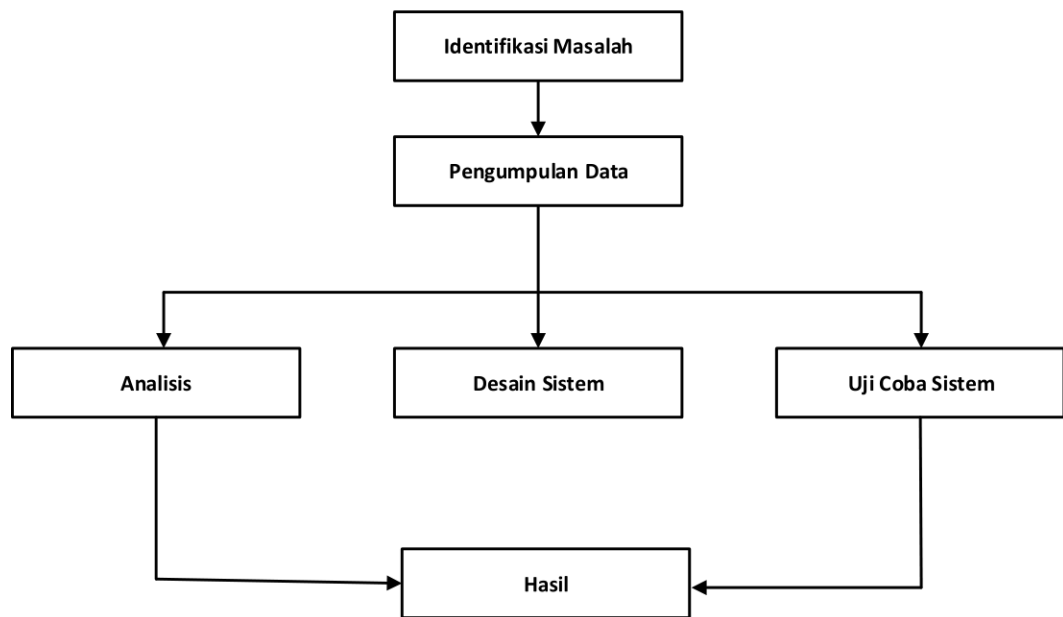 Identifikasi Masalah
Pengumpulan Data
Analisis
Desain Sistem
Uji Coba Sistem
Hasil